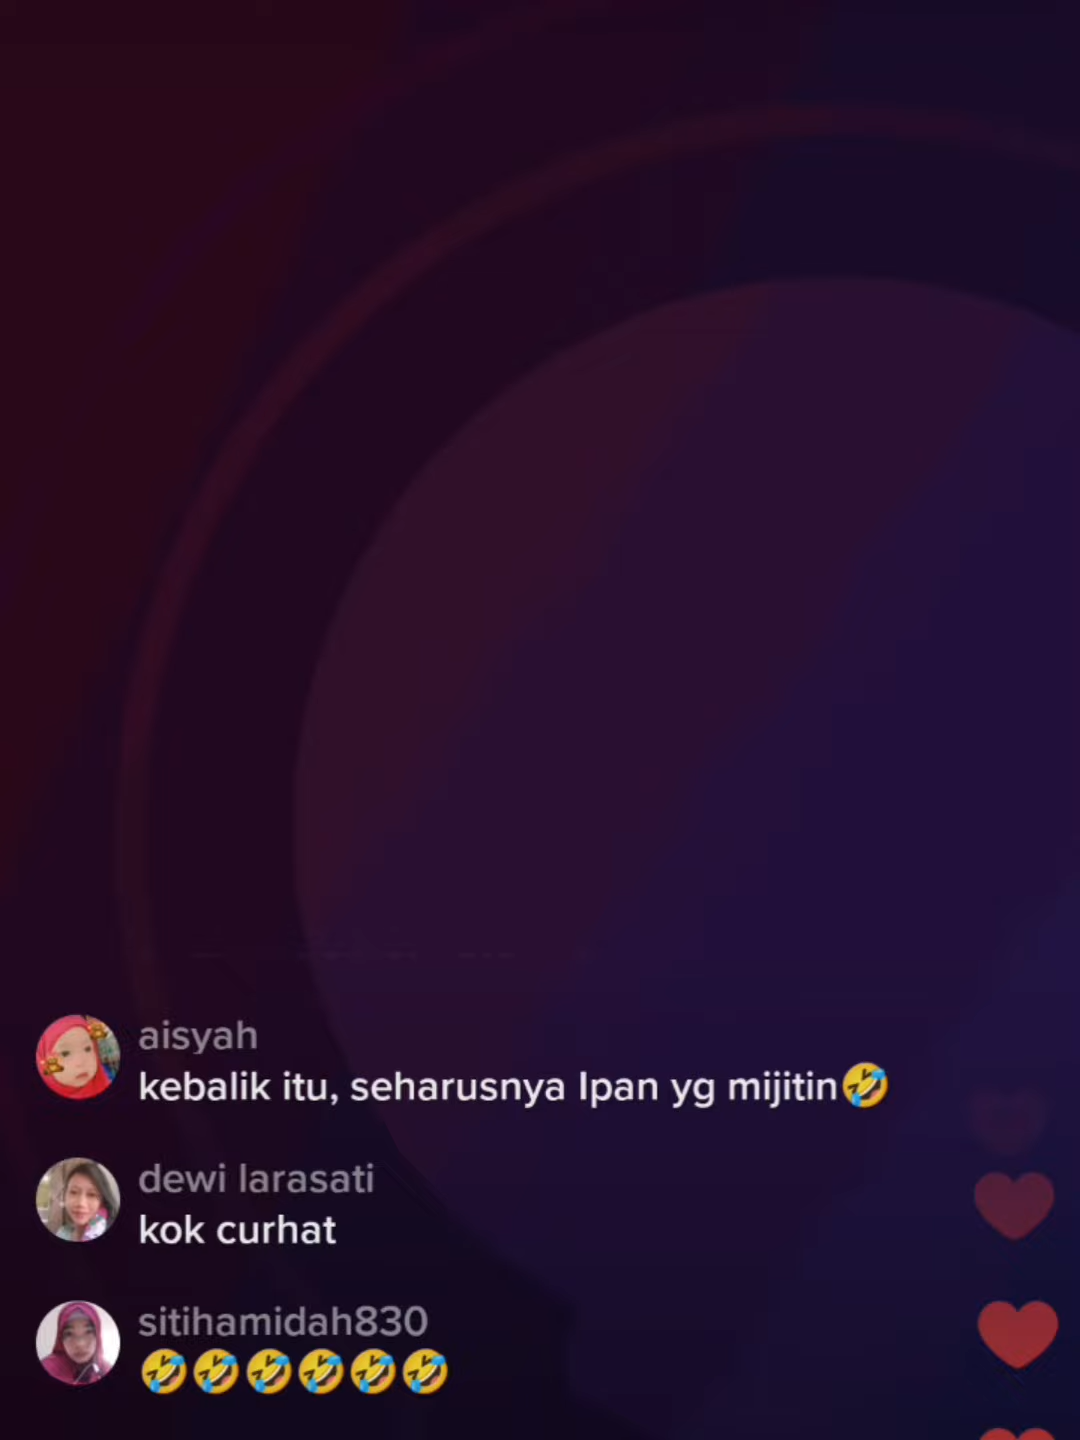 aisyah
kebalik itu, seharusnya Ipan yg mijitin🤣
dewi larasati
kok curhat
sitihamidah830
🤣🤣🤣🤣🤣🤣